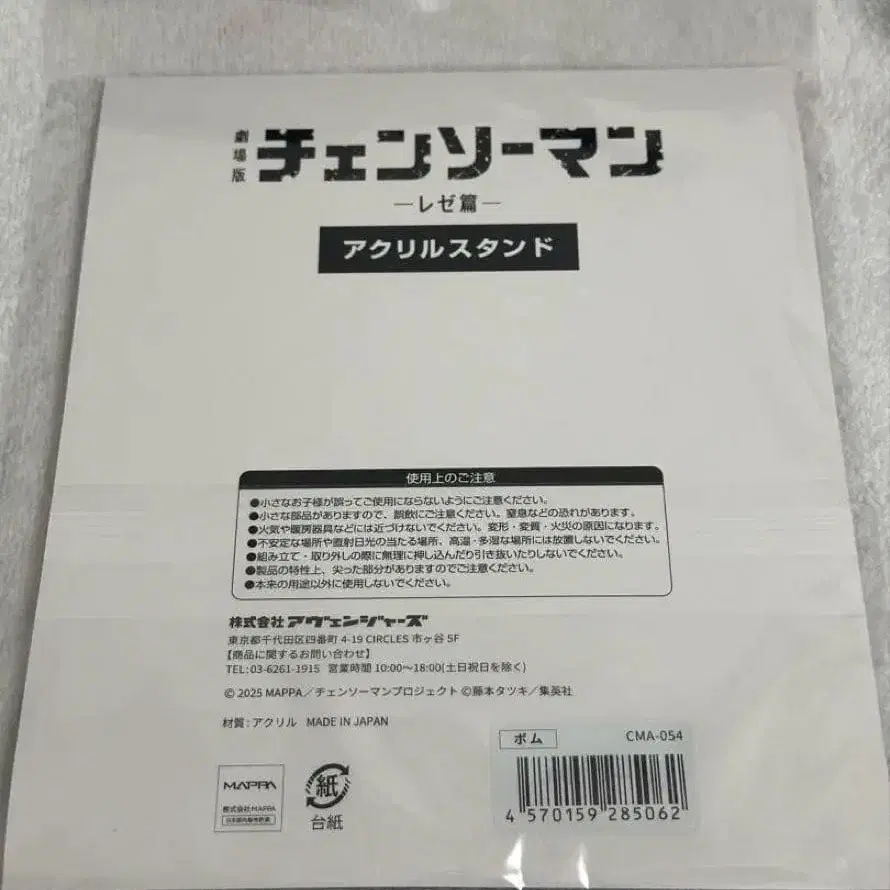 劇場版 チェンソーマン
―レゼ篇―
アクリルスタンド
使用上のご注意
●小さなお子様が誤ってご使用にならないようにご注意ください。
●小さな部品がありますので、誤飲にご注意ください。窒息などの恐れがあります。
●火気や暖房器具などには近づけないでください。変形・変質・火災の原因になります。
●不安定な場所や直射日光の当たる場所、高温・多湿な場所には放置しないでください。
●組み立て・取り外しの際に無理に押し込んだり引き抜いたりしないでください。
●製品の特性上、尖った部分がありますのでご注意ください。
●本来の用途以外に使用しないでください。
株式会社アヴェンジャーズ
東京都千代田区四番町 4-19 CIRCLES 市ヶ谷 5F
【商品に関するお問い合わせ】
TEL:03-6261-1915 営業時間 10:00～18:00(土日祝日を除く)
© 2025 MAPPA／チェンソーマンプロジェクト ©藤本タツキ／集英社
材質:アクリル MADE IN JAPAN
ボム CMA-054
4 570159 285062
MAPPA
株式会社MAPPA
日本国内販売許諾
紙
台紙